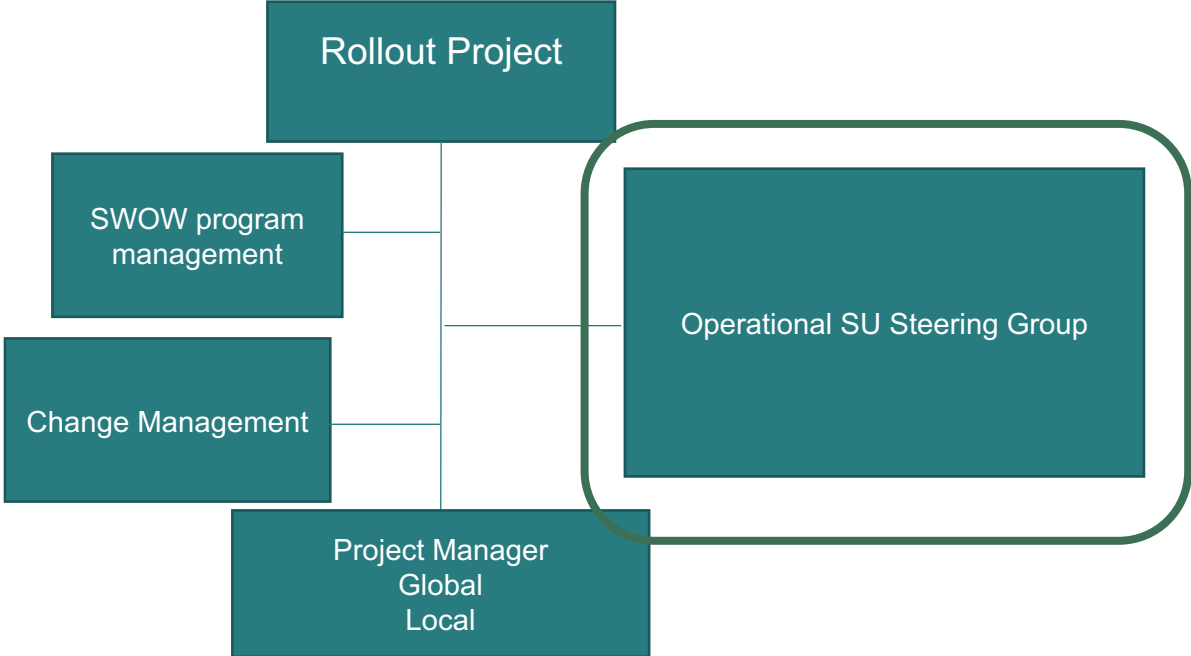 Rollout Project
SWOW program
management
Operational SU Steering Group
Change Management
Project Manager
Global
Local